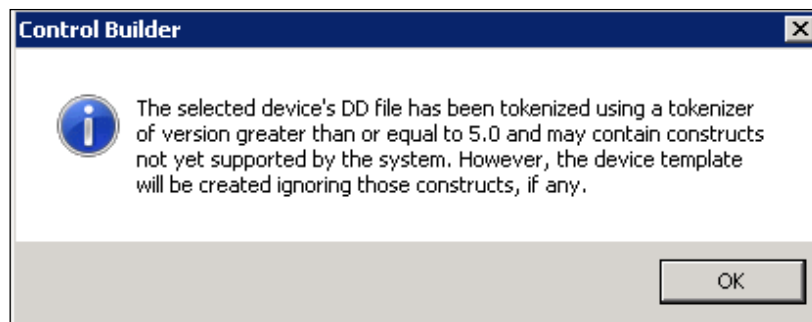 Control Builder
The selected device's DD file has been tokenized using a tokenizer
of version greater than or equal to 5.0 and may contain constructs
not yet supported by the system. However, the device template
will be created ignoring those constructs, if any.
OK